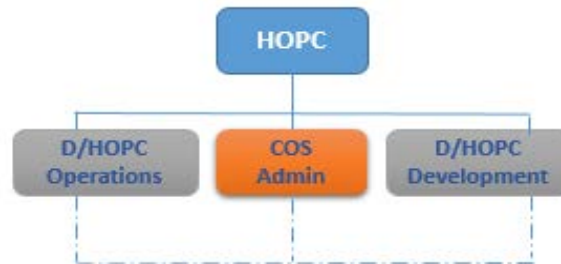 HOPC
D/HOPC
Operations
COS
Admin
D/HOPC
Development